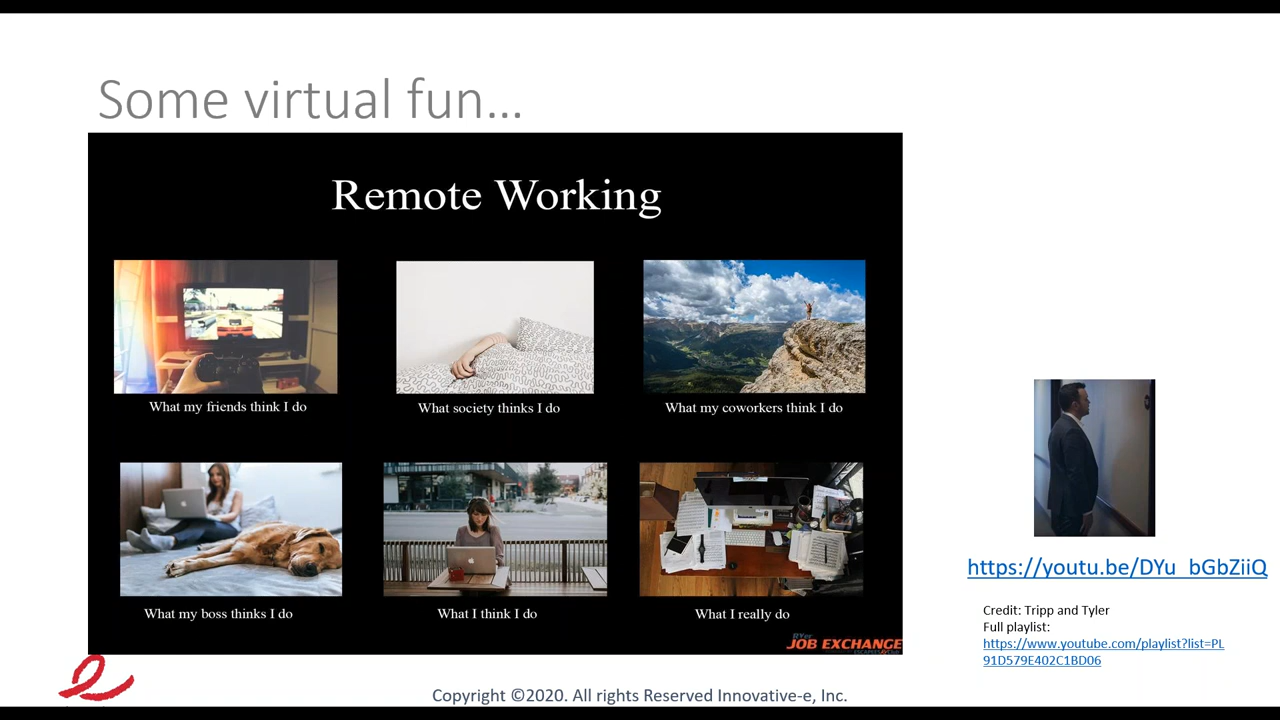 Some virtual fun...
Remote Working
What my friends think I do
What society thinks I do
What my coworkers think I do
What my boss thinks I do
What I think I do
What I really do
JOB EXCHANGE
https://youtu.be/DYu_bGbZiiQ
Credit: Tripp and Tyler
Full playlist:
https://www.youtube.com/playlist?list=PL
91D579E402C1BD06
Copyright ©2020. All rights Reserved Innovative-e, Inc.